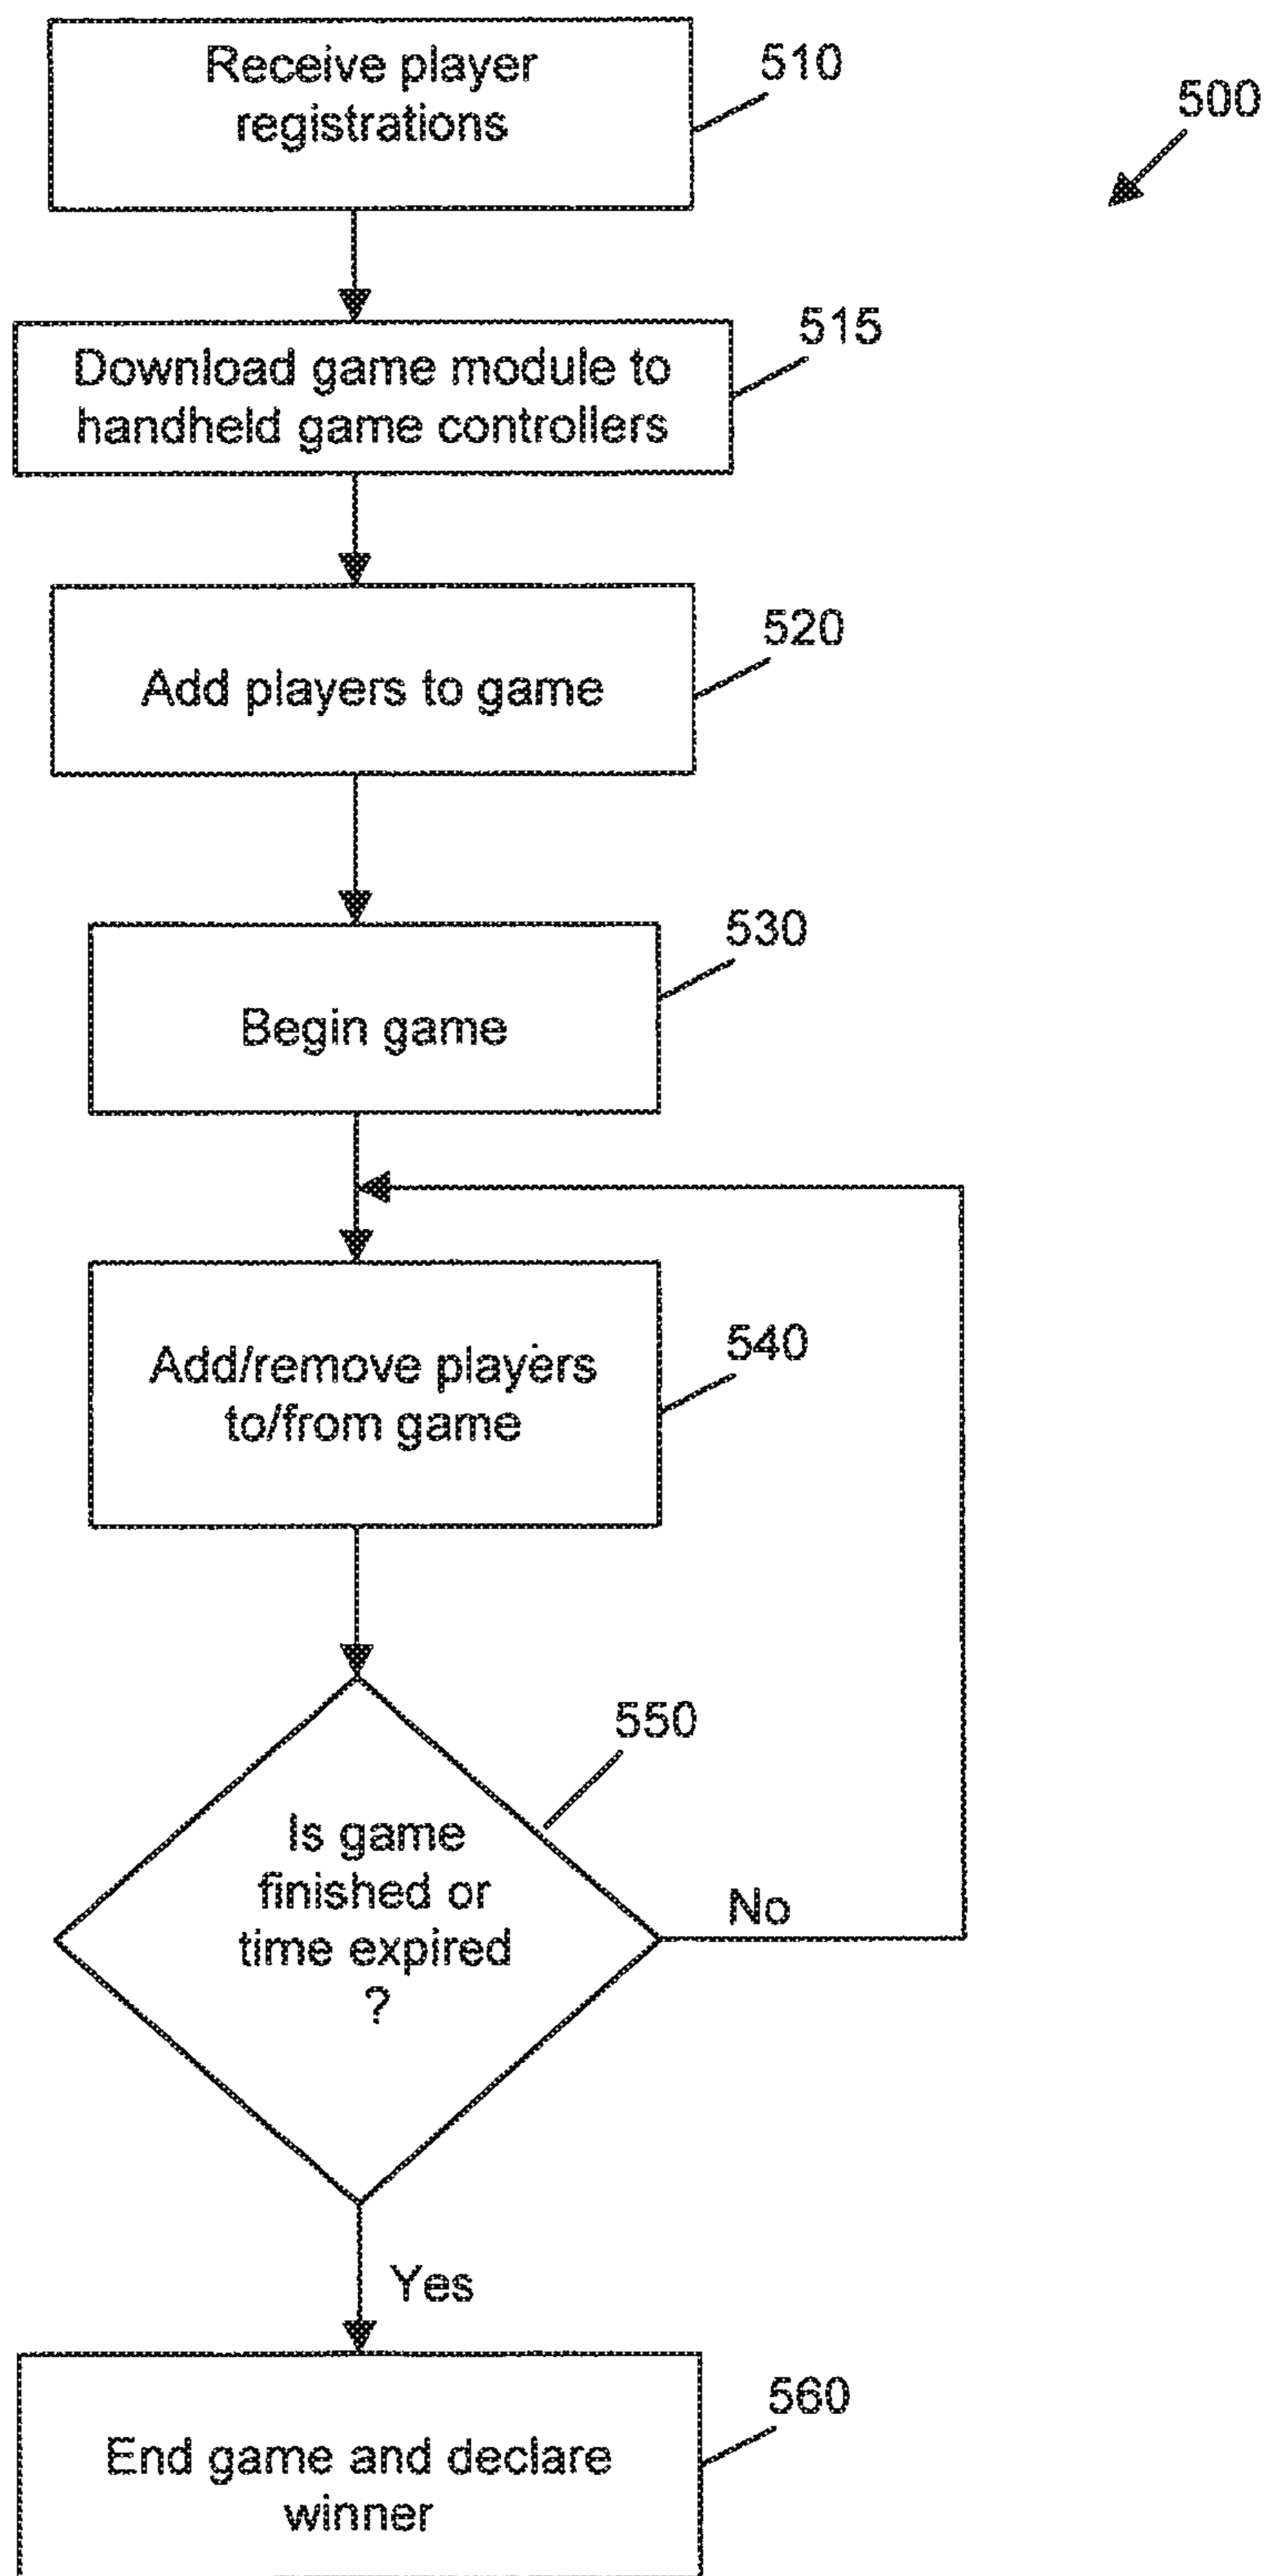 Receive player
registrations
510
500
Download game module to
handheld game controllers
515
Add players to game
520
Begin game
530
Add/remove players
to/from game
540
550
Is game
finished or
time expired
?
No
Yes
End game and declare
winner
560